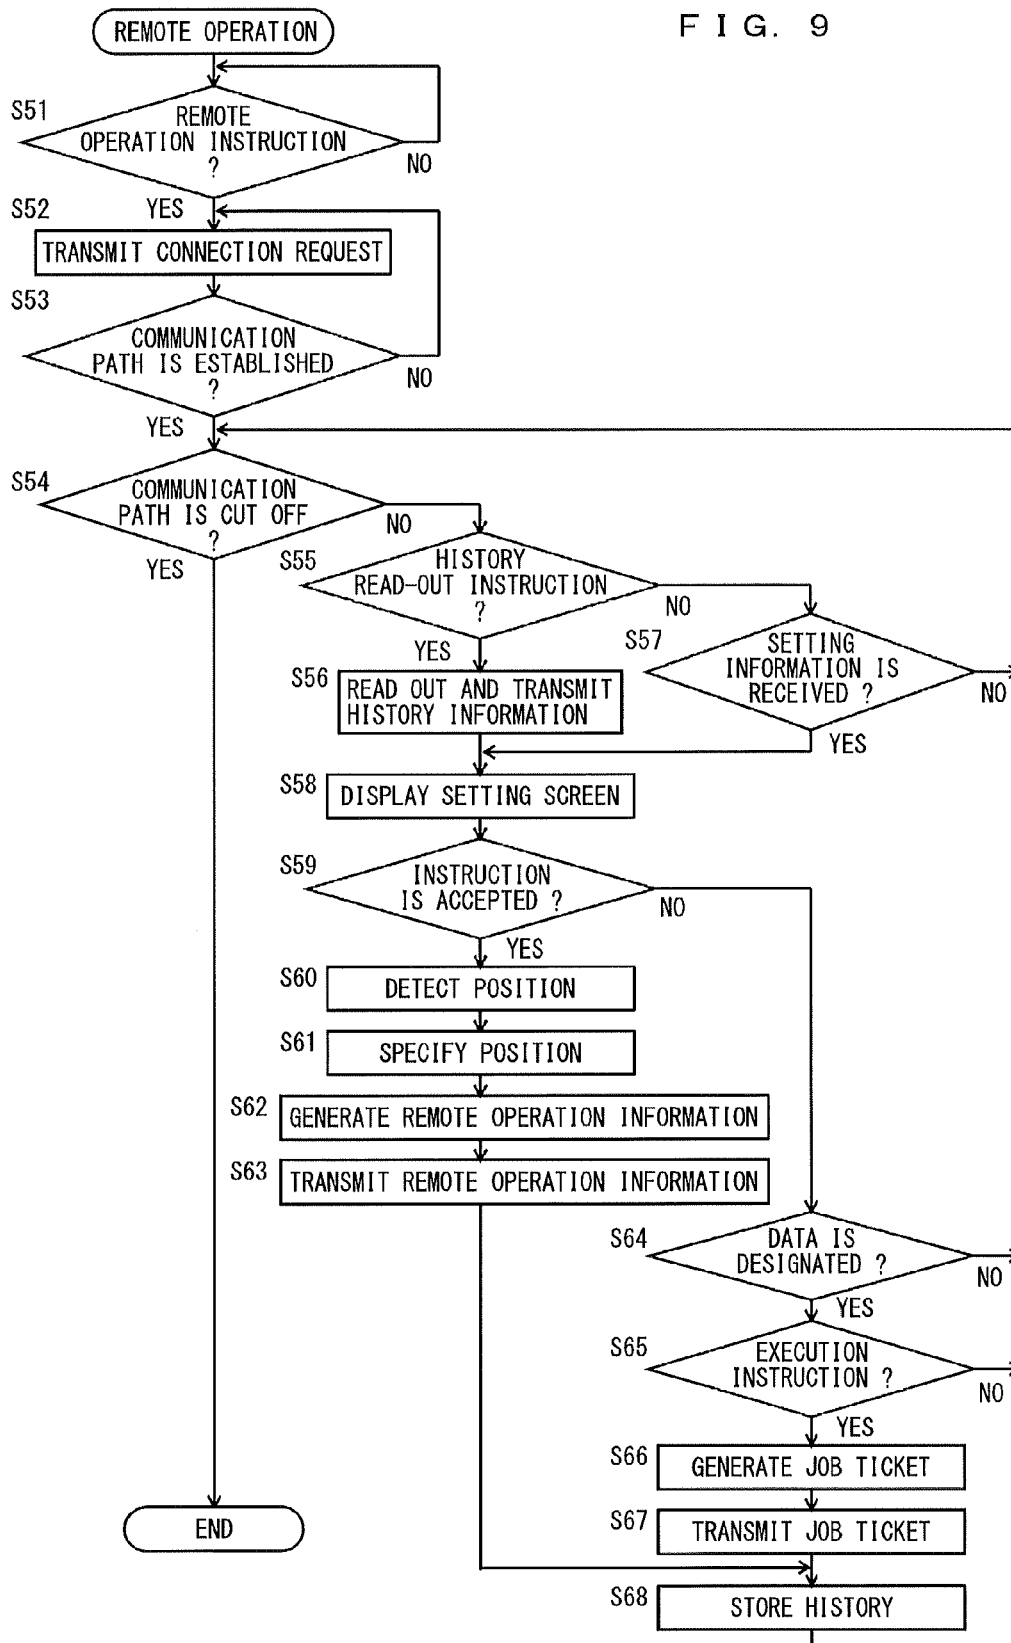 FIG. 9
REMOTE OPERATION
S51
REMOTE
OPERATION INSTRUCTION
?
NO
YES
S52
TRANSMIT CONNECTION REQUEST
S53
COMMUNICATION
PATH IS ESTABLISHED
?
NO
YES
S54
COMMUNICATION
PATH IS CUT OFF
?
NO
YES
S55
HISTORY
READ-OUT INSTRUCTION
?
NO
YES
S56
READ OUT AND TRANSMIT
HISTORY INFORMATION
S57
SETTING
INFORMATION IS
RECEIVED ?
NO
YES
S58
DISPLAY SETTING SCREEN
S59
INSTRUCTION
IS ACCEPTED ?
NO
YES
S60
DETECT POSITION
S61
SPECIFY POSITION
S62
GENERATE REMOTE OPERATION INFORMATION
S63
TRANSMIT REMOTE OPERATION INFORMATION
S64
DATA IS
DESIGNATED ?
NO
YES
S65
EXECUTION
INSTRUCTION ?
NO
YES
S66
GENERATE JOB TICKET
S67
TRANSMIT JOB TICKET
END
S68
STORE HISTORY